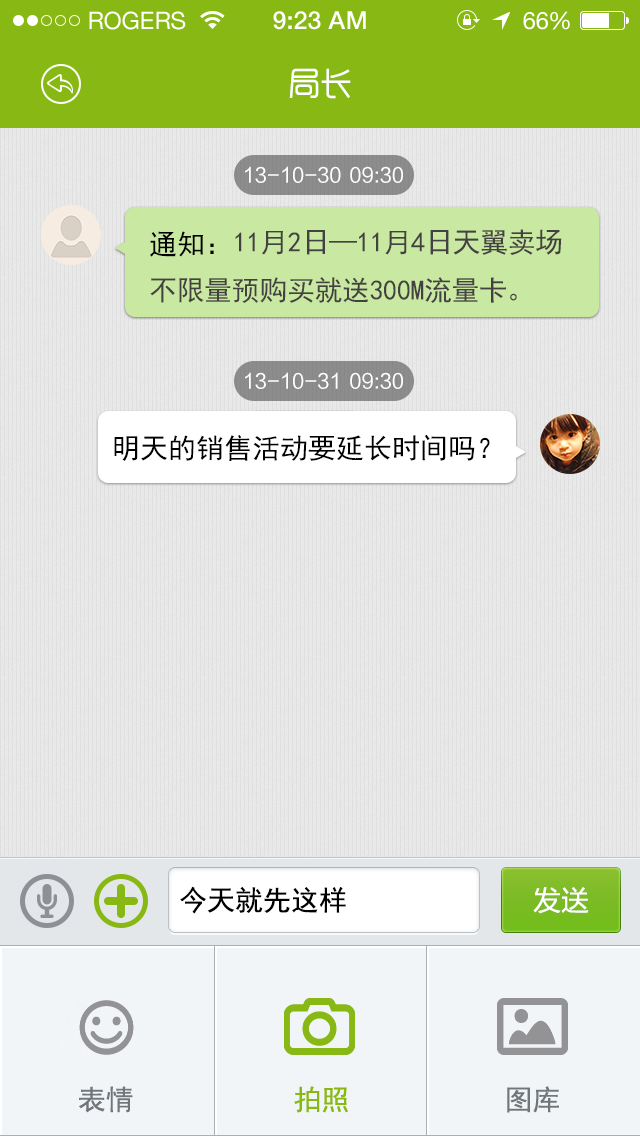 ROGERS 9:23 AM 66%
局长
13-10-30 09:30
通知：11月2日—11月4日天翼卖场
不限量预购买就送300M流量卡。
13-10-31 09:30
明天的销售活动要延长时间吗？
今天就先这样 发送
表情 拍照 图库